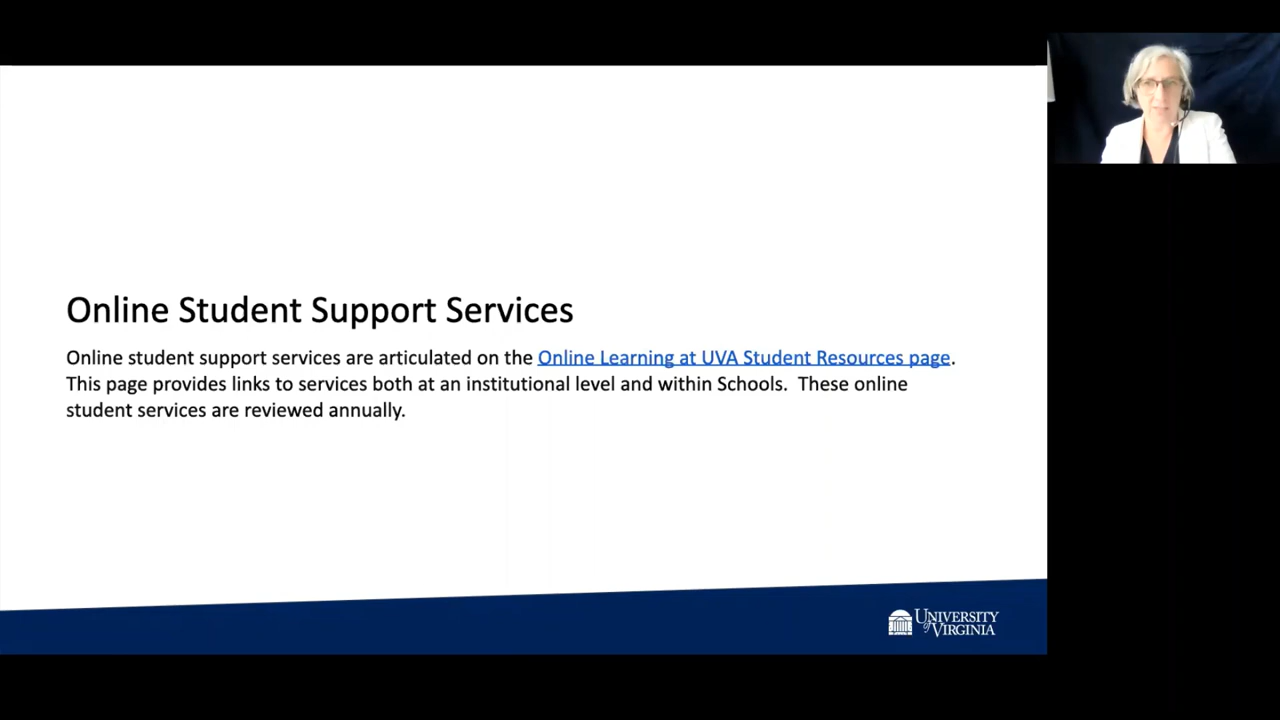 Online Student Support Services
Online student support services are articulated on the Online Learning at UVA Student Resources page.
This page provides links to services both at an institutional level and within Schools.  These online
student services are reviewed annually.
UNIVERSITY
of VIRGINIA